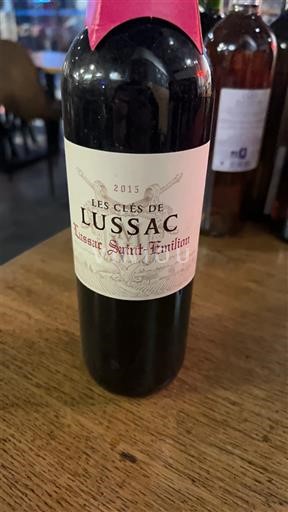 2015
LES CLÉS DE
LUSSAC
Lussac Saint-Emilion